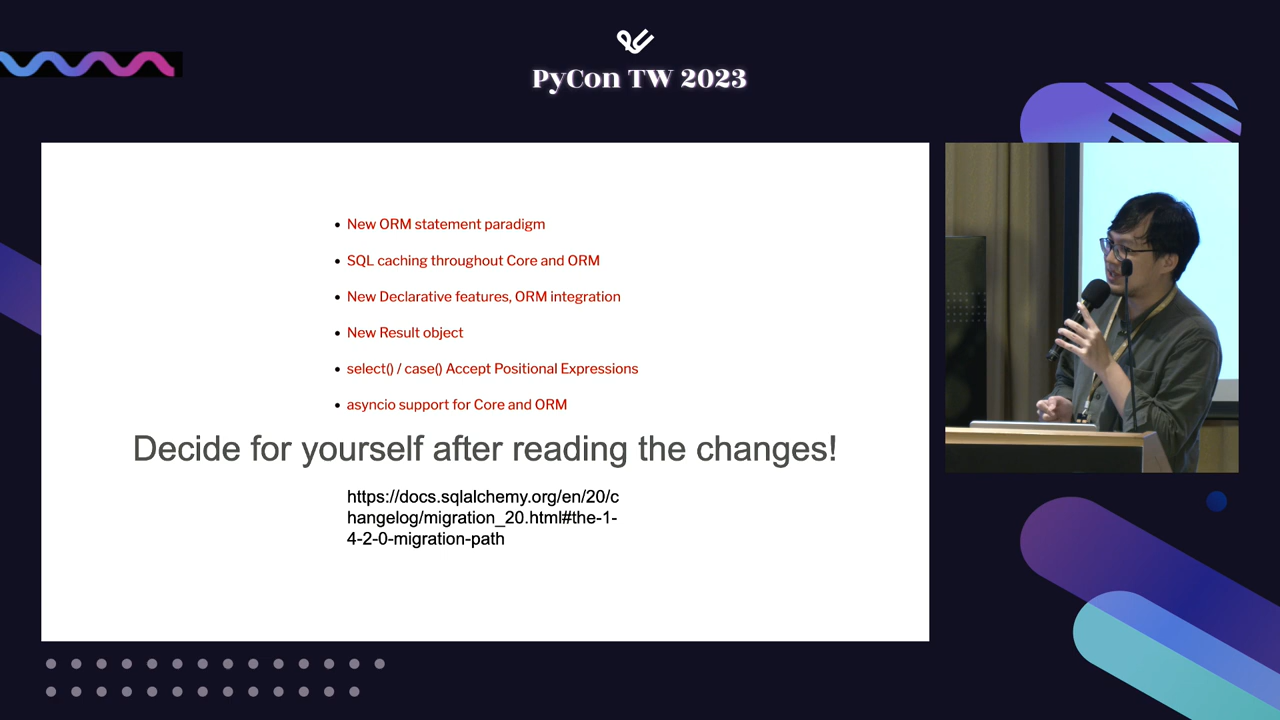 PyCon TW 2023
• New ORM statement paradigm
• SQL caching throughout Core and ORM
• New Declarative features, ORM integration
• New Result object
• select() / case() Accept Positional Expressions
• asyncio support for Core and ORM
Decide for yourself after reading the changes!
https://docs.sqlalchemy.org/en/20/c
hangelog/migration_20.html#the-1-
4-2-0-migration-path